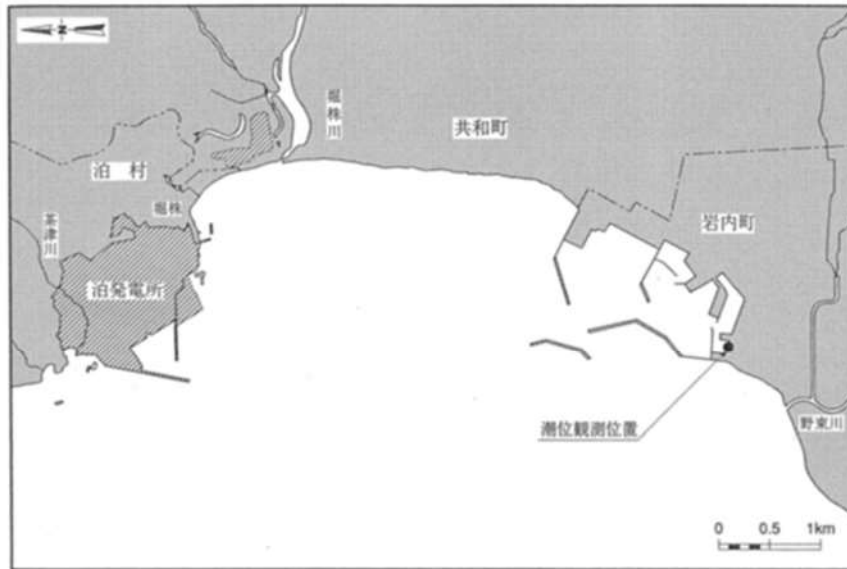 N
堀株川
共和町
泊 村
堀株
茶津川
岩内町
泊発電所
潮位観測位置
野束川
0 0.5 1km